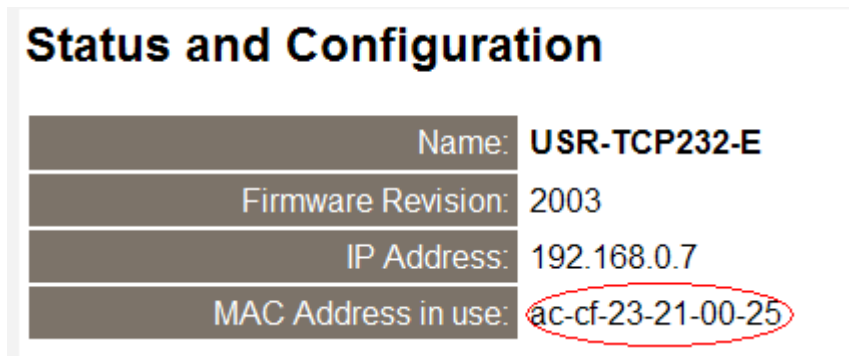 Status and Configuration
Name: USR-TCP232-E
Firmware Revision: 2003
IP Address: 192.168.0.7
MAC Address in use: ac-cf-23-21-00-25